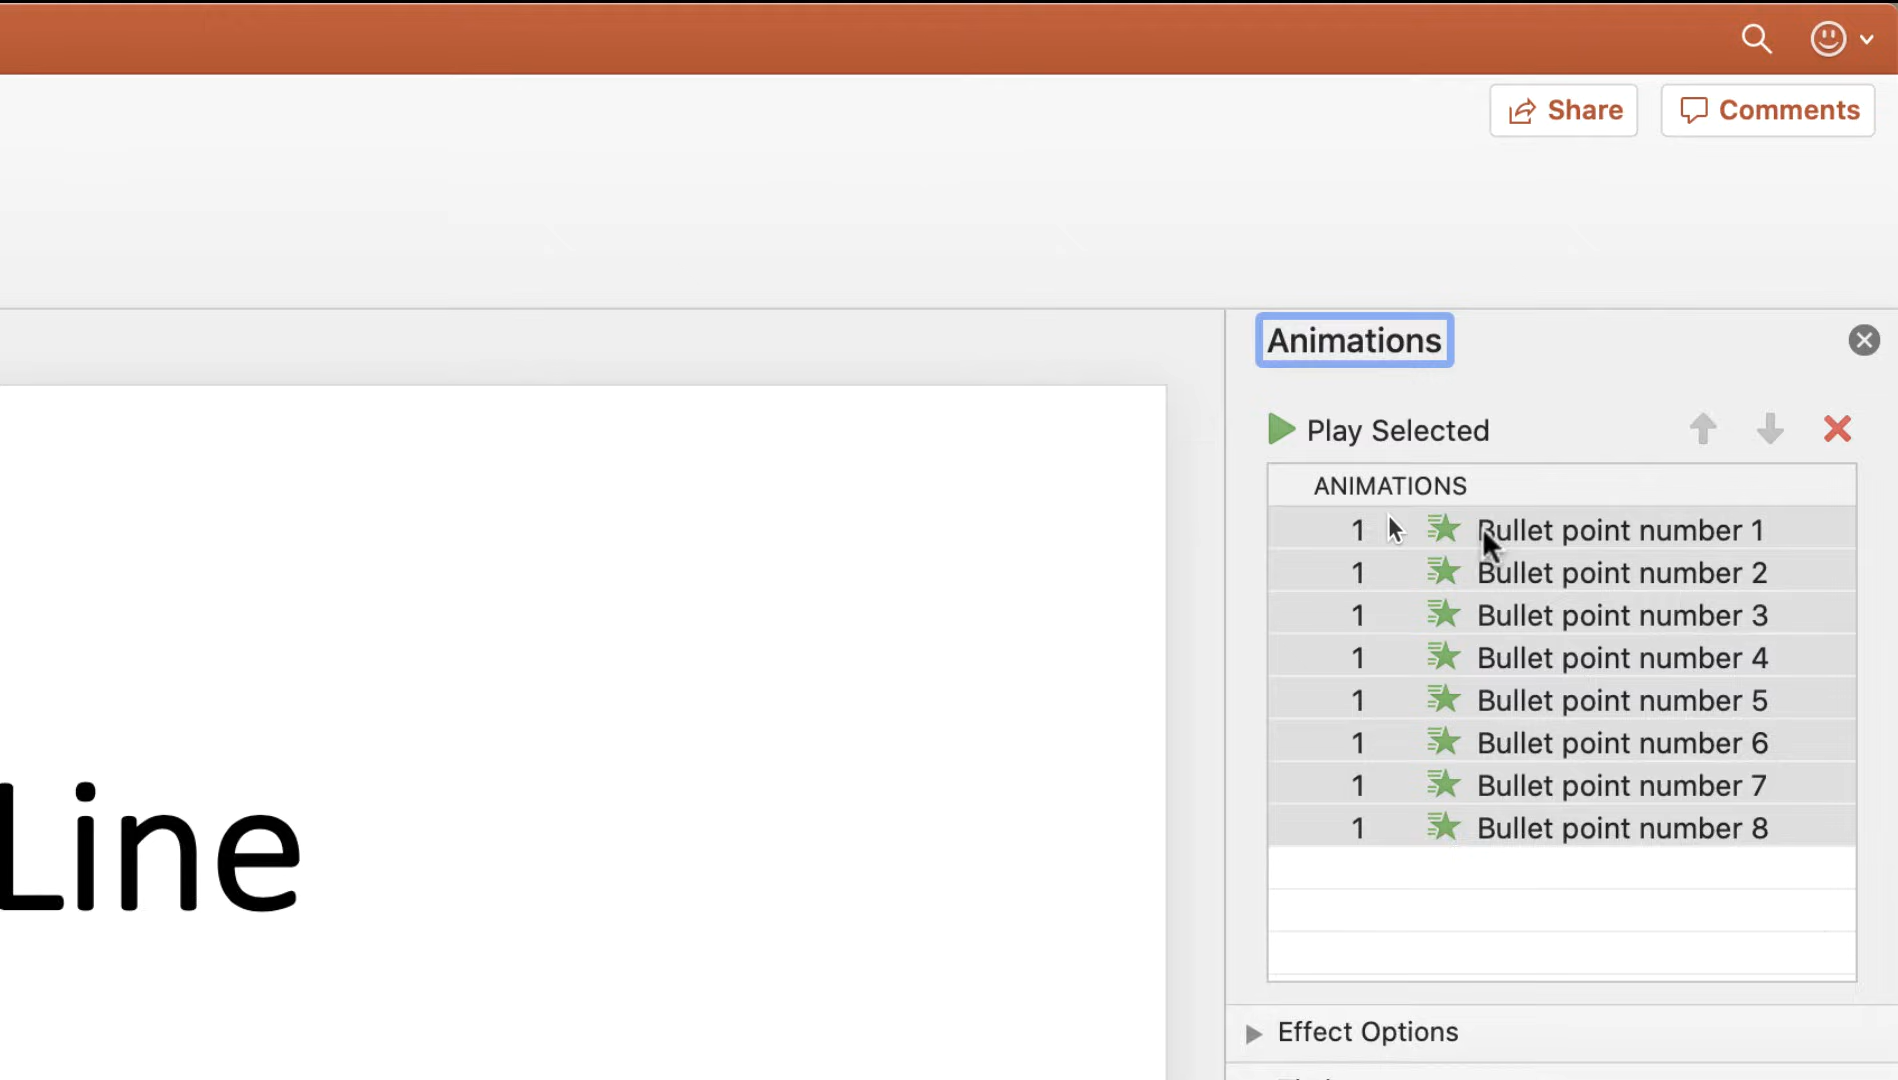 Share Comments
Animations
Play Selected
ANIMATIONS
1 Bullet point number 1
1 Bullet point number 2
1 Bullet point number 3
1 Bullet point number 4
1 Bullet point number 5
1 Bullet point number 6
1 Bullet point number 7
1 Bullet point number 8
Line
Effect Options